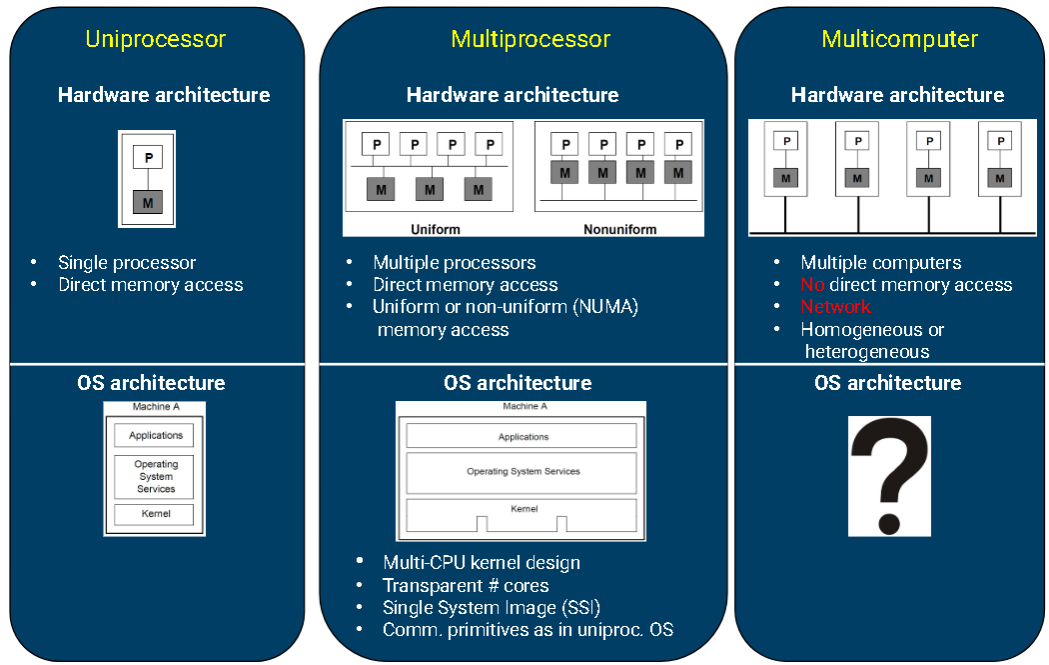 Uniprocessor
Hardware architecture
P
M
• Single processor
• Direct memory access
OS architecture
Machine A
Applications
Operating
System
Services
Kernel
Multiprocessor
Hardware architecture
P P P P
M M M
Uniform
P P P P
M M M M
Nonuniform
• Multiple processors
• Direct memory access
• Uniform or non-uniform (NUMA)
memory access
OS architecture
Machine A
Applications
Operating System Services
Kernel
• Multi-CPU kernel design
• Transparent # cores
• Single System Image (SSI)
• Comm. primitives as in uniproc. OS
Multicomputer
Hardware architecture
P P P P
M M M M
• Multiple computers
• No direct memory access
• Network
• Homogeneous or
heterogeneous
OS architecture
?